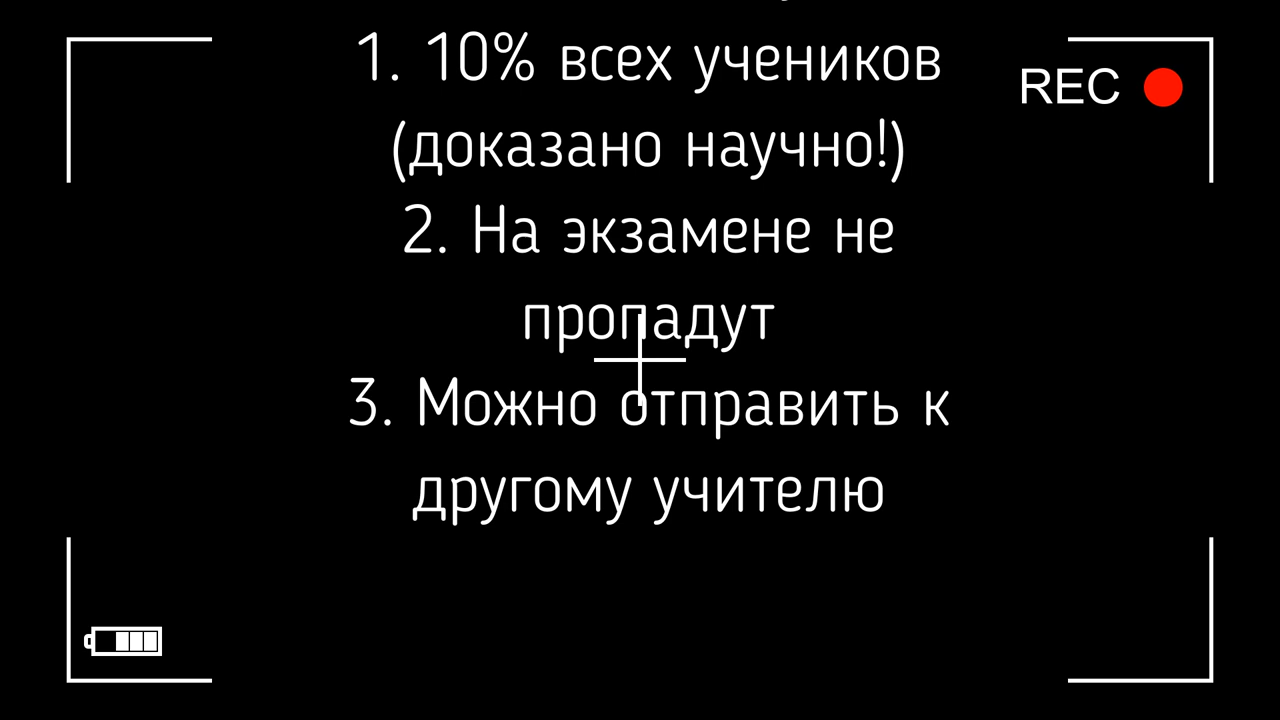 1. 10% всех учеников
REC
(доказано научно!)
2. На экзамене не
пропадут
3. Можно отправить к
другому учителю